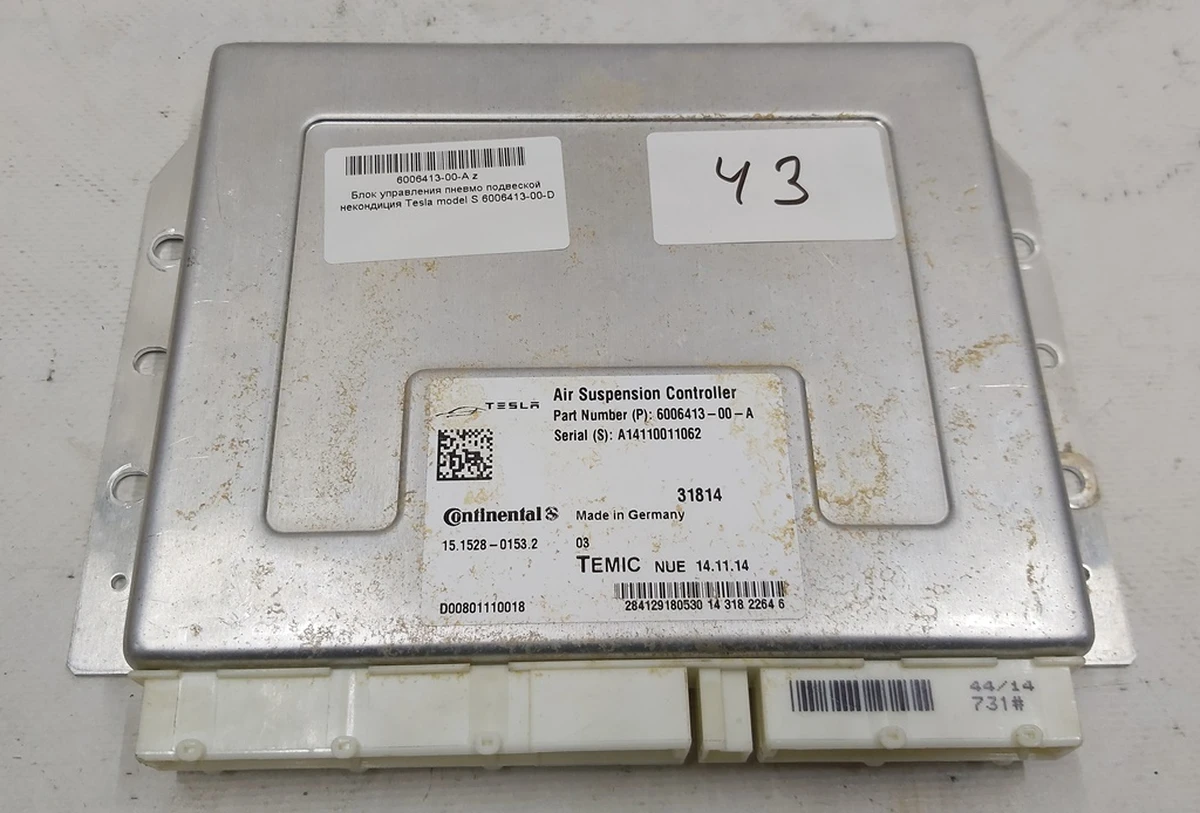 6006413-00-A z
Блок управления пневмо подвеской
некондиция Tesla model S 6006413-00-D
43
TESLA
Air Suspension Controller
Part Number (P): 6006413-00-A
Serial (S): A14110011062
31814
Continental
Made in Germany
15.1528-0153.2
03
TEMIC NUE 14.11.14
D00801110018
284129180530 14 318 2264 6
44/14
731#